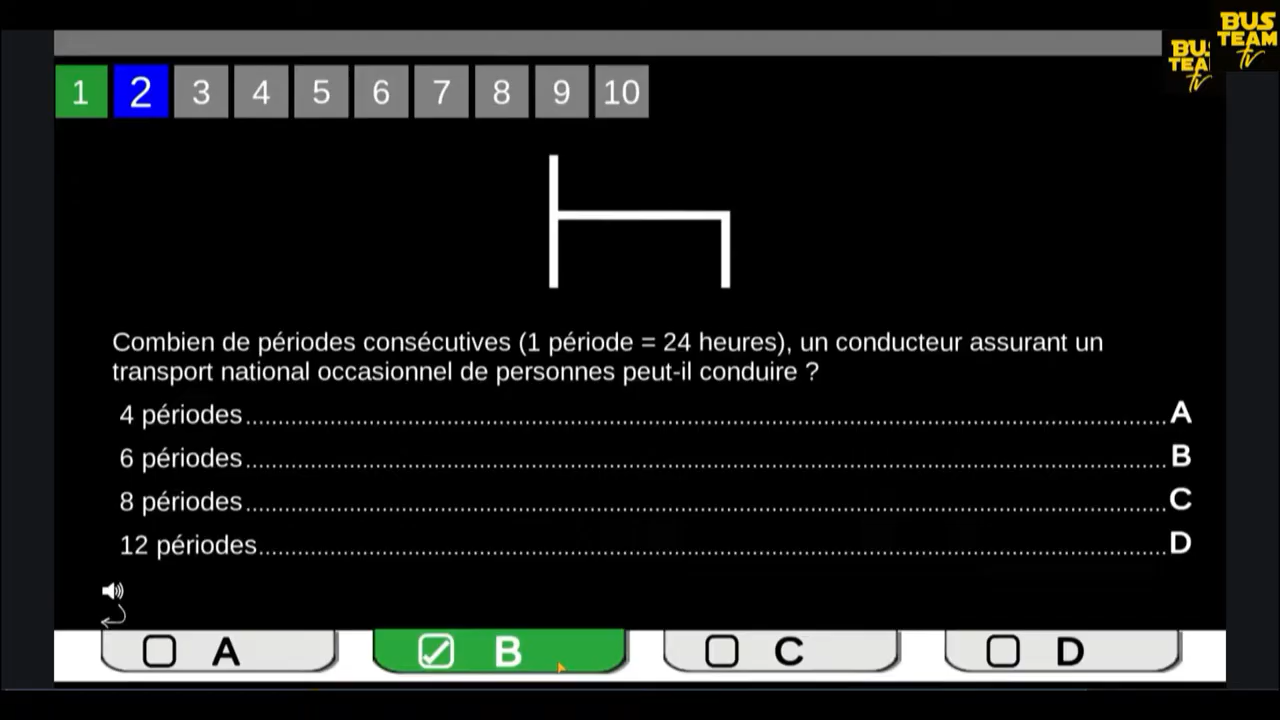 BUS
TEAM
tv
BU
TEA
tv
1 2 3 4 5 6 7 8 9 10
Combien de périodes consécutives (1 période = 24 heures), un conducteur assurant un
transport national occasionnel de personnes peut-il conduire ?
4 périodes A
6 périodes B
8 périodes C
12 périodes D
A B C D